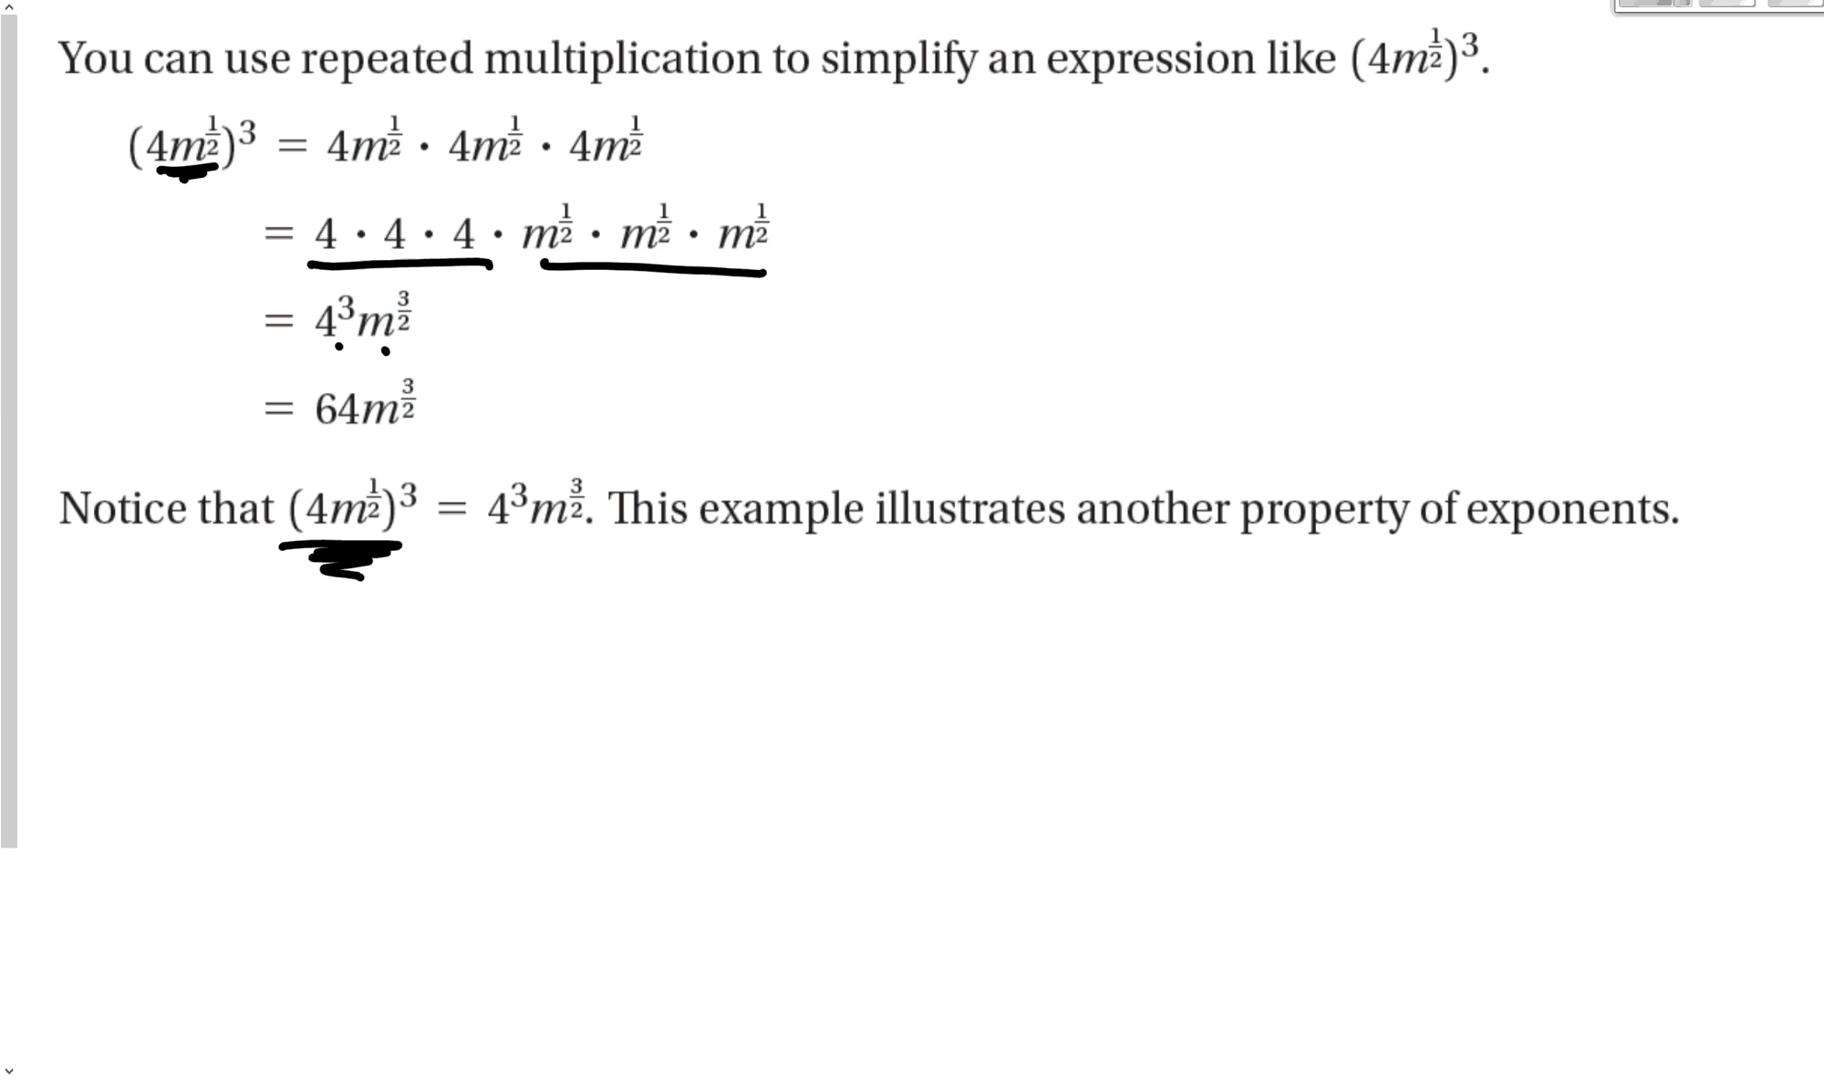 You can use repeated multiplication to simplify an expression like (4m^{1/2})^3.
(4m^{1/2})^3 = 4m^{1/2} · 4m^{1/2} · 4m^{1/2}
= 4 · 4 · 4 · m^{1/2} · m^{1/2} · m^{1/2}
= 4^3m^{3/2}
= 64m^{3/2}
Notice that (4m^{1/2})^3 = 4^3m^{3/2}. This example illustrates another property of exponents.